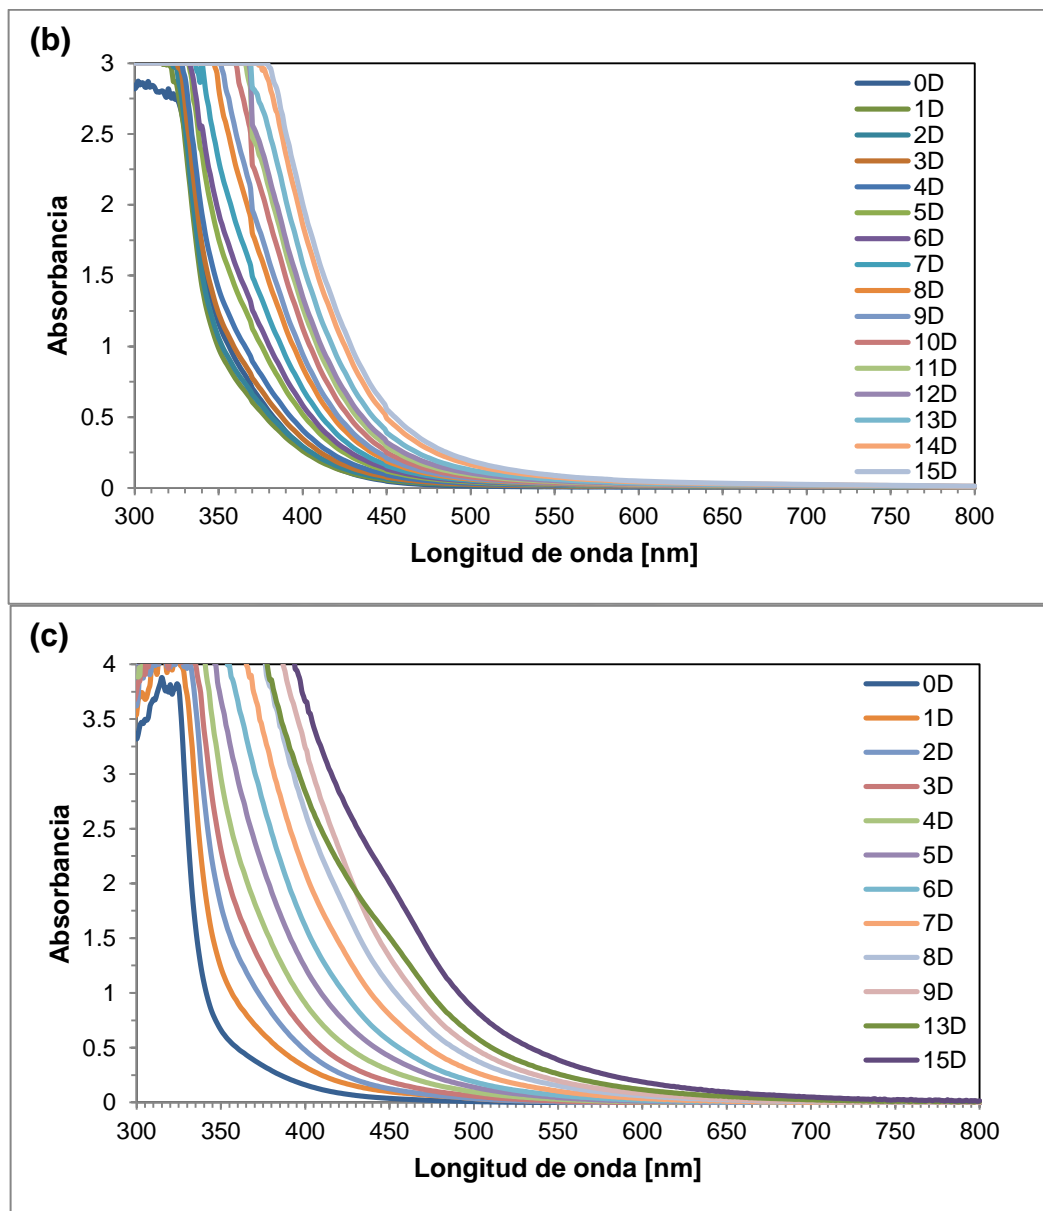 (b)
3
2.5
2
1.5
1
0.5
0
Absorbancia
300 350 400 450 500 550 600 650 700 750 800
Longitud de onda [nm]
0D
1D
2D
3D
4D
5D
6D
7D
8D
9D
10D
11D
12D
13D
14D
15D
(c)
4
3.5
3
2.5
2
1.5
1
0.5
0
Absorbancia
300 350 400 450 500 550 600 650 700 750 800
Longitud de onda [nm]
0D
1D
2D
3D
4D
5D
6D
7D
8D
9D
13D
15D